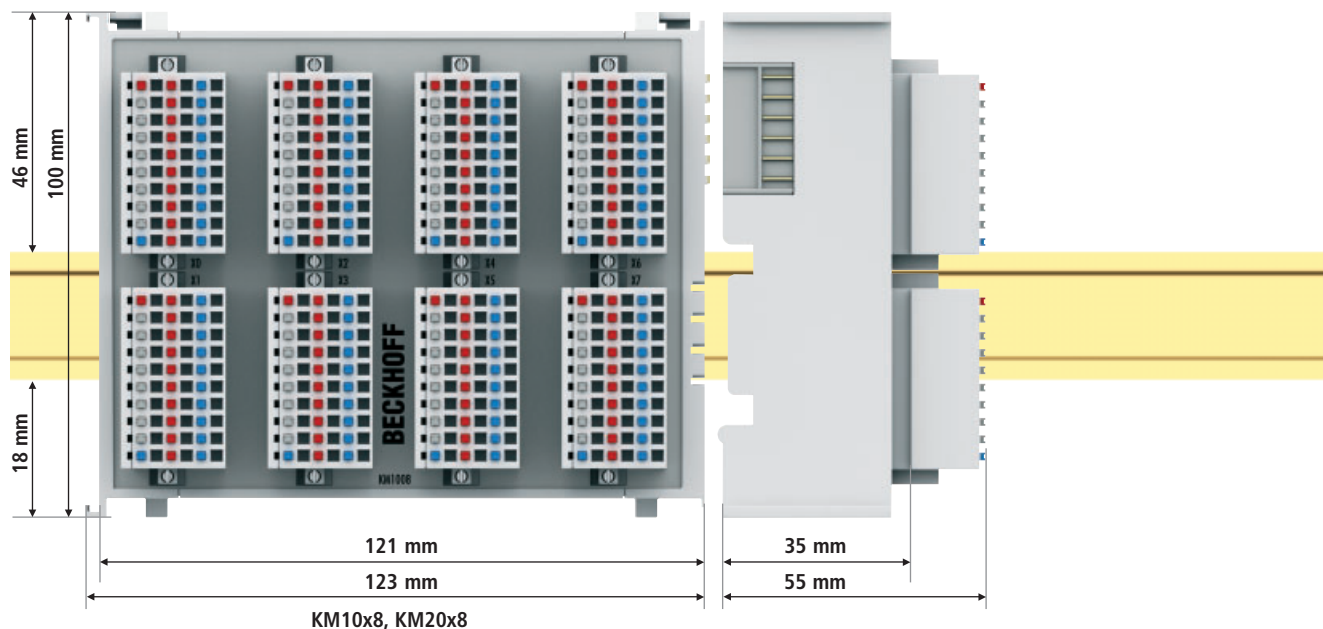 46 mm
100 mm
18 mm
X0
X2
X4
X6
X1
X3
X5
X7
BECKHOFF
KM1008
121 mm
35 mm
123 mm
55 mm
KM10x8, KM20x8